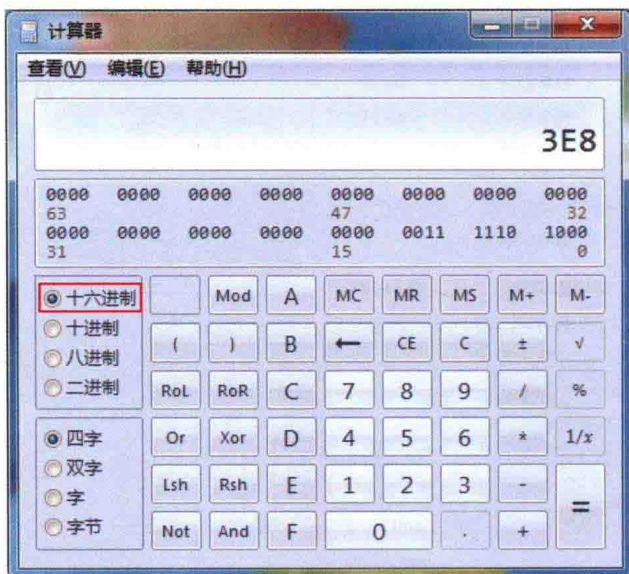 计算器
查看(V) 编辑(E) 帮助(H)
3E8
0000 0000 0000 0000 0000 0000 0000 0000
63 47 32
0000 0000 0000 0000 0000 0011 1110 1000
31 15 0
十六进制 Mod A MC MR MS M+ M-
十进制
( ) B ← CE C ± √
八进制
二进制 RoL RoR C 7 8 9 / %
四字 Or Xor D 4 5 6 * 1/x
双字
Lsh Rsh E 1 2 3 - =
字
字节 Not And F 0 . +